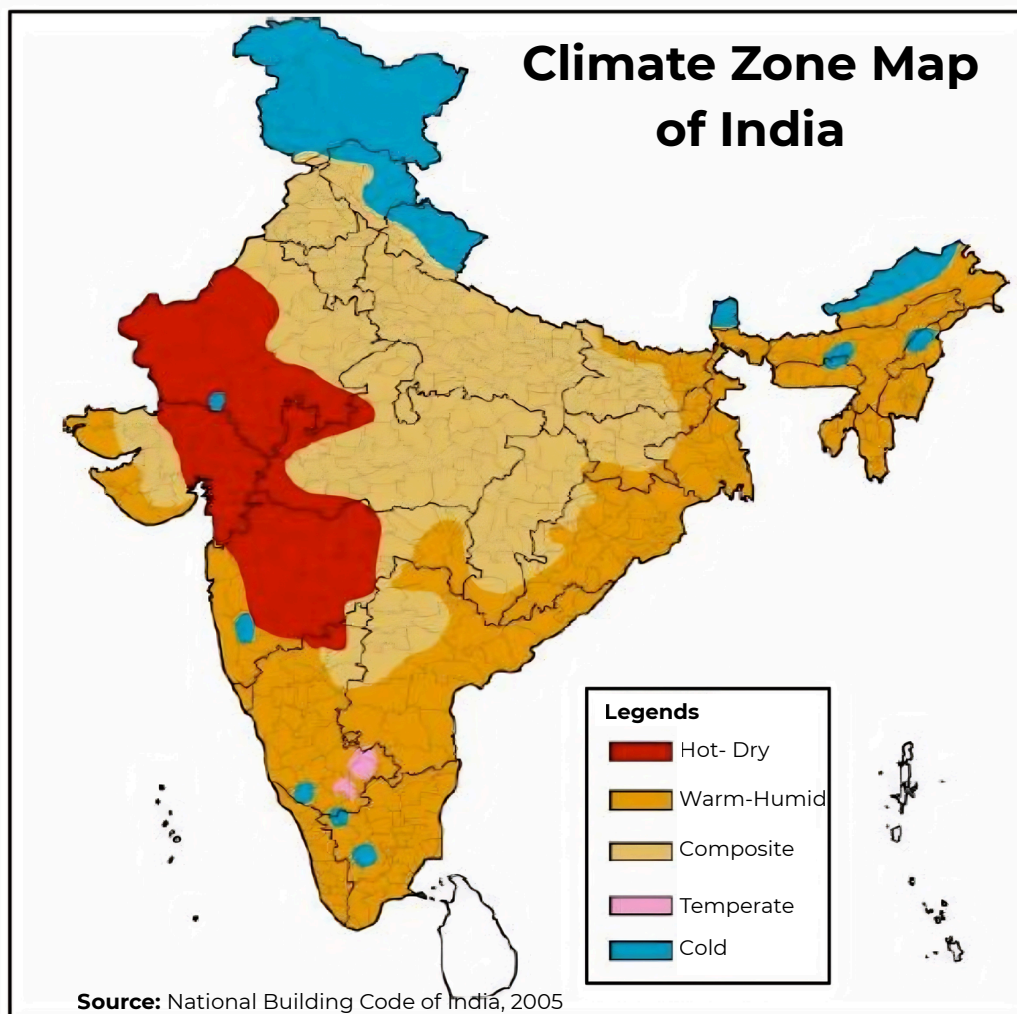 Climate Zone Map
of India
Legends
Hot- Dry
Warm-Humid
Composite
Temperate
Cold
Source: National Building Code of India, 2005